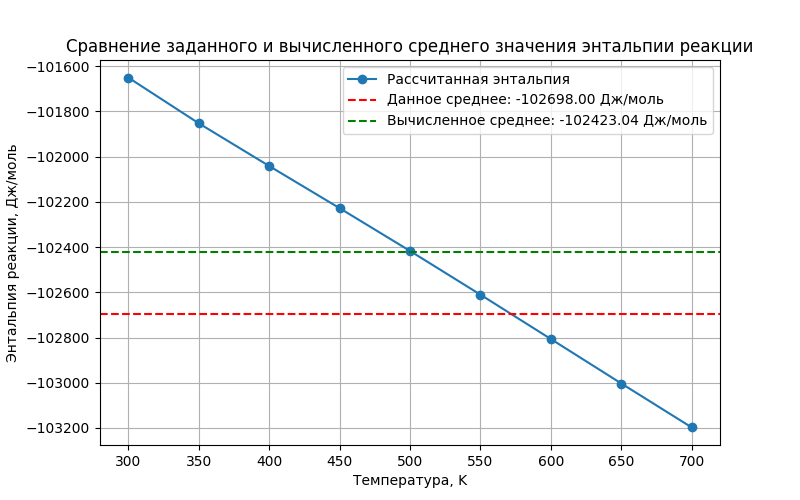 Сравнение заданного и вычисленного среднего значения энтальпии реакции
Рассчитанная энтальпия
Данное среднее: -102698.00 Дж/моль
Вычисленное среднее: -102423.04 Дж/моль
Энтальпия реакции, Дж/моль
−101600
−101800
−102000
−102200
−102400
−102600
−102800
−103000
−103200
300 350 400 450 500 550 600 650 700
Температура, K